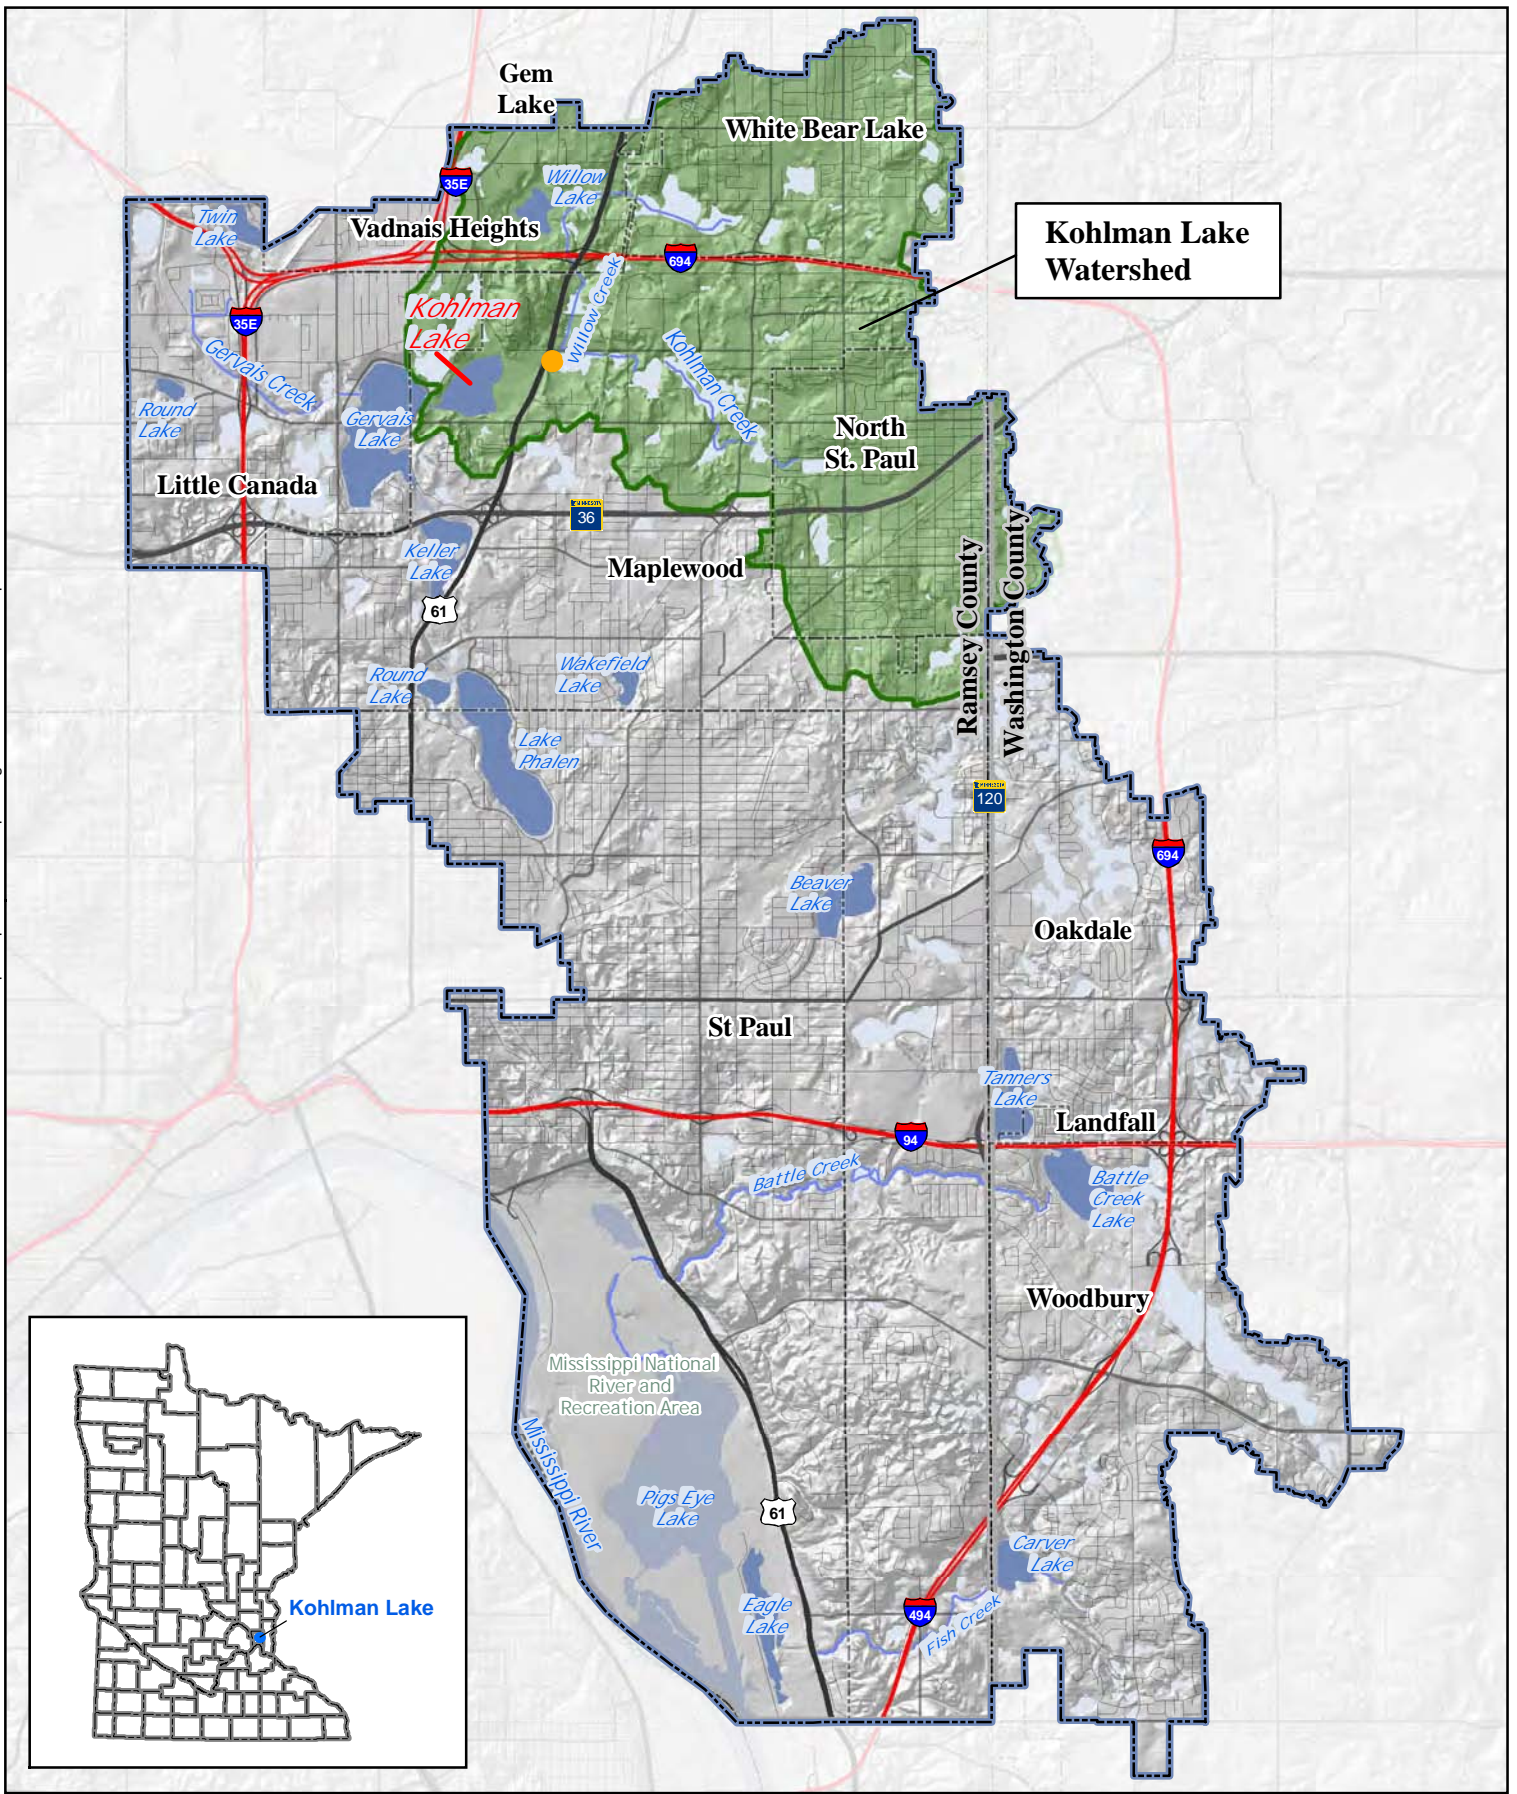 Gem
Lake
White Bear Lake
Willow
Lake
35E
Twin
Lake
Vadnais Heights
694
Kohlman Lake
Watershed
Willow Creek
Kohlman
Lake
35E
Gervais Creek
Kohlman Creek
Round
Lake
Gervais
Lake
North
St. Paul
Little Canada
MINNESOTA
36
Keller
Lake
Maplewood
Ramsey County
Washington County
61
Round
Lake
Wakefield
Lake
Lake
Phalen
MINNESOTA
120
694
Beaver
Lake
Oakdale
St Paul
Tanners
Lake
Landfall
94
Battle Creek
Battle
Creek
Lake
Woodbury
Mississippi National
River and
Recreation Area
Mississippi River
Pigs Eye
Lake
61
Carver
Lake
Eagle
Lake
494
Fish Creek
Kohlman Lake